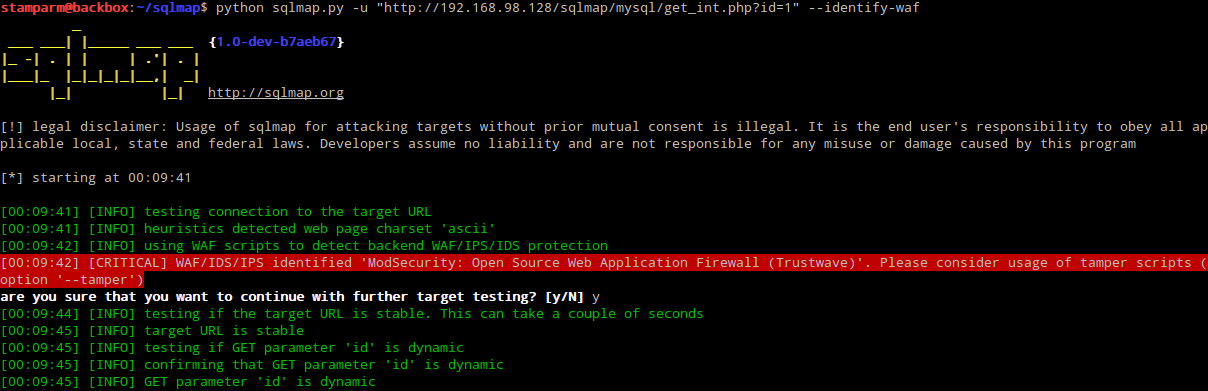 stamparm@backbox:~/sqlmap$ python sqlmap.py -u "http://192.168.98.128/sqlmap/mysql/get_int.php?id=1" --identify-waf
{1.0-dev-b7aeb67}
http://sqlmap.org
[!] legal disclaimer: Usage of sqlmap for attacking targets without prior mutual consent is illegal. It is the end user's responsibility to obey all ap
plicable local, state and federal laws. Developers assume no liability and are not responsible for any misuse or damage caused by this program
[*] starting at 00:09:41
[00:09:41] [INFO] testing connection to the target URL
[00:09:41] [INFO] heuristics detected web page charset 'ascii'
[00:09:42] [INFO] using WAF scripts to detect backend WAF/IPS/IDS protection
[00:09:42] [CRITICAL] WAF/IDS/IPS identified 'ModSecurity: Open Source Web Application Firewall (Trustwave)'. Please consider usage of tamper scripts (
option '--tamper')
are you sure that you want to continue with further target testing? [y/N] y
[00:09:44] [INFO] testing if the target URL is stable. This can take a couple of seconds
[00:09:45] [INFO] target URL is stable
[00:09:45] [INFO] testing if GET parameter 'id' is dynamic
[00:09:45] [INFO] confirming that GET parameter 'id' is dynamic
[00:09:45] [INFO] GET parameter 'id' is dynamic